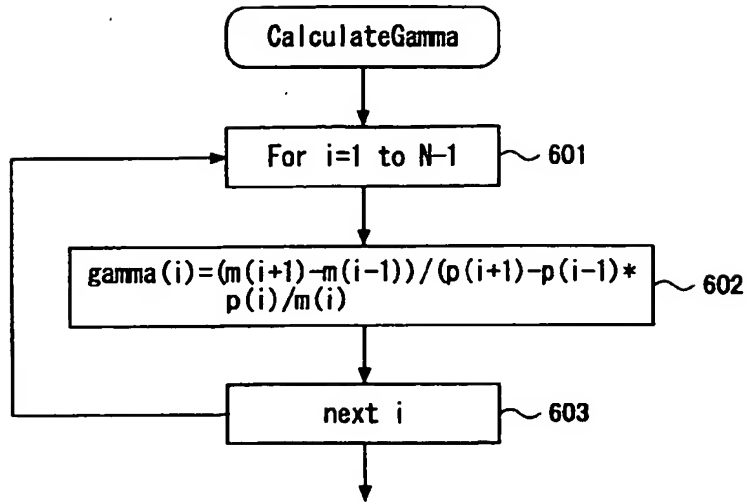 CalculateGamma
For i=1 to N-1
601
gamma(i)=(m(i+1)-m(i-1))/(p(i+1)-p(i-1)*
p(i)/m(i)
602
next i
603